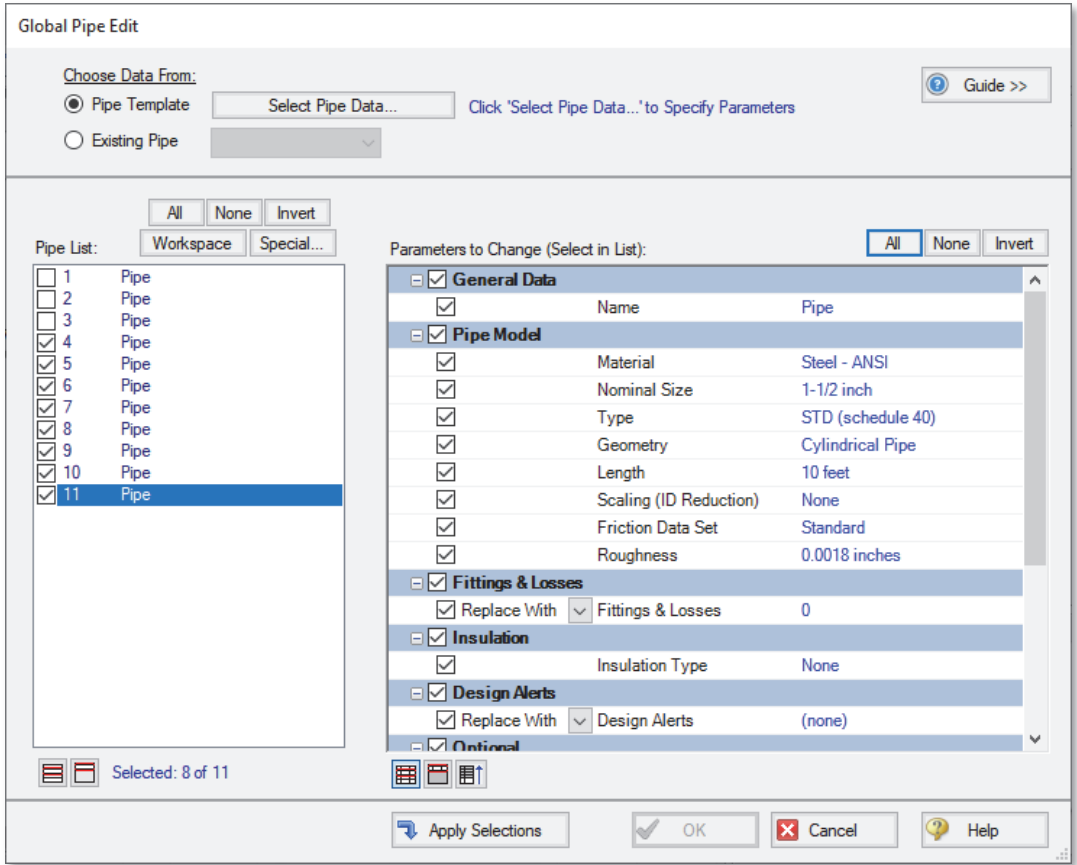 Global Pipe Edit
Choose Data From:
Pipe Template
Select Pipe Data...
Click 'Select Pipe Data...' to Specify Parameters
Guide >>
Existing Pipe
All None Invert
Pipe List:
Workspace Special...
1 Pipe
2 Pipe
3 Pipe
4 Pipe
5 Pipe
6 Pipe
7 Pipe
8 Pipe
9 Pipe
10 Pipe
11 Pipe
Selected: 8 of 11
Parameters to Change (Select in List):
All None Invert
General Data
Name Pipe
Pipe Model
Material Steel - ANSI
Nominal Size 1-1/2 inch
Type STD (schedule 40)
Geometry Cylindrical Pipe
Length 10 feet
Scaling (ID Reduction) None
Friction Data Set Standard
Roughness 0.0018 inches
Fittings & Losses
Replace With Fittings & Losses 0
Insulation
Insulation Type None
Design Alerts
Replace With Design Alerts (none)
Optional
Apply Selections
OK
Cancel
Help